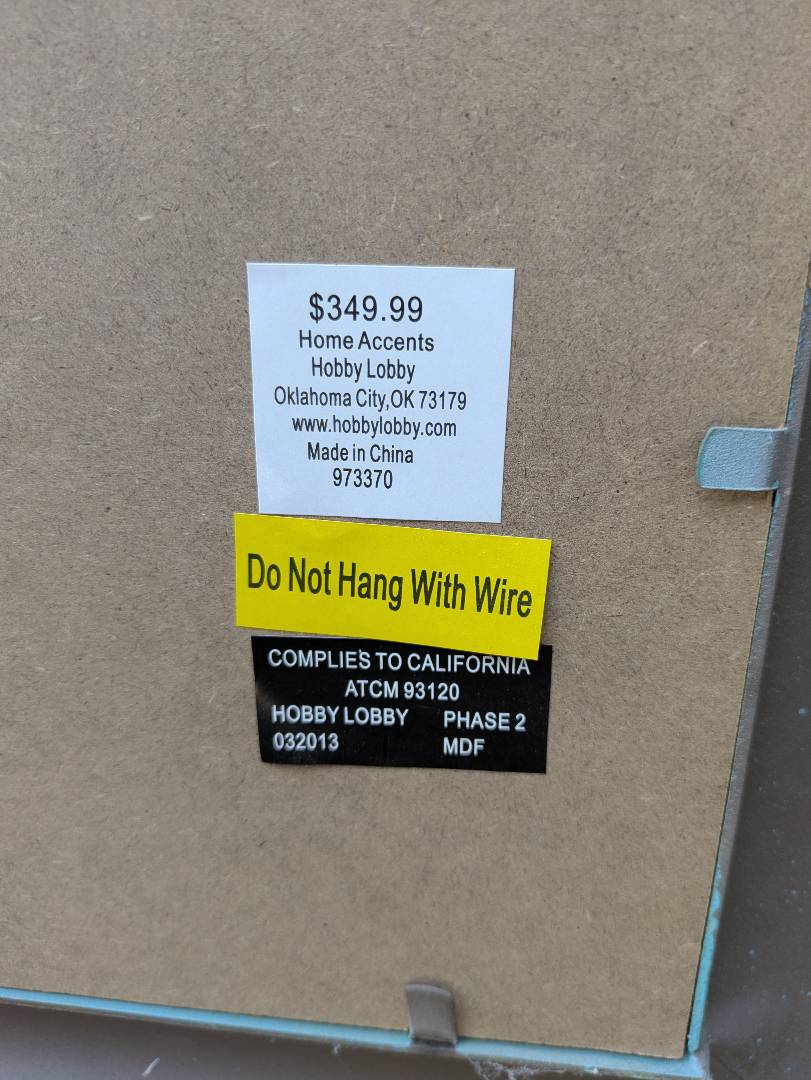 $349.99
Home Accents
Hobby Lobby
Oklahoma City,OK 73179
www.hobbylobby.com
Made in China
973370
Do Not Hang With Wire
COMPLIES TO CALIFORNIA
ATCM 93120
HOBBY LOBBY PHASE 2
032013 MDF